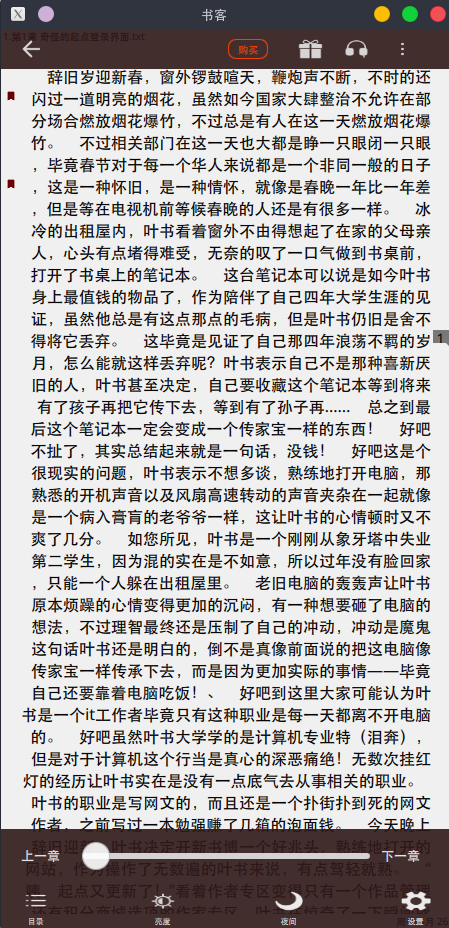 书客
1.第1章 奇怪的起点登录界面.txt
购买
辞旧岁迎新春，窗外锣鼓喧天，鞭炮声不断，不时的还
闪过一道明亮的烟花，虽然如今国家大肆整治不允许在部
分场合燃放烟花爆竹，不过总是有人在这一天燃放烟花爆
竹。 不过相关部门在这一天也大都是睁一只眼闭一只眼
，毕竟春节对于每一个华人来说都是一个非同一般的日子
，这是一种怀旧，是一种情怀，就像是春晚一年比一年差
，但是等在电视机前等候春晚的人还是有很多一样。 冰
冷的出租屋内，叶书看着窗外不由得想起了在家的父母亲
人，心头有点堵得难受，无奈的叹了一口气做到书桌前，
打开了书桌上的笔记本。 这台笔记本可以说是如今叶书
身上最值钱的物品了，作为陪伴了自己四年大学生涯的见
证，虽然他总是有这点那点的毛病，但是叶书仍旧是舍不
得将它丢弃。 这毕竟是见证了自己那四年浪荡不羁的岁
1
月，怎么能就这样丢弃呢？叶书表示自己不是那种喜新厌
旧的人，叶书甚至决定，自己要收藏这个笔记本等到将来
有了孩子再把它传下去，等到有了孙子再...... 总之到最
后这个笔记本一定会变成一个传家宝一样的东西！ 好吧
不扯了，其实总结起来就是一句话，没钱！ 好吧这是个
很现实的问题，叶书表示不想多谈，熟练地打开电脑，那
熟悉的开机声音以及风扇高速转动的声音夹杂在一起就像
是一个病入膏肓的老爷爷一样，这让叶书的心情顿时又不
爽了几分。 如您所见，叶书是一个刚刚从象牙塔中失业
第二学生，因为混的实在是不如意，所以过年没有脸回家
，只能一个人躲在出租屋里。 老旧电脑的轰轰声让叶书
原本烦躁的心情变得更加的沉闷，有一种想要砸了电脑的
想法，不过理智最终还是压制了自己的冲动，冲动是魔鬼
这句话叶书还是明白的，倒不是真像前面说的把这电脑像
传家宝一样传承下去，而是因为更加实际的事情——毕竟
自己还要靠着电脑吃饭！、 好吧到这里大家可能认为叶
书是一个it工作者毕竟只有这种职业是每一天都离不开电脑
的。 好吧虽然叶书大学学的是计算机专业特（泪奔），
但是对于计算机这个行当是真心的深恶痛绝！无数次挂红
灯的经历让叶书实在是没有一点底气去从事相关的职业。
叶书的职业是写网文的，而且还是一个扑街扑到死的网文
作者，之前写过一本勉强赚了几箱的泡面钱。 今天晚上
上一章
下一章
目录
亮度
夜间
设置